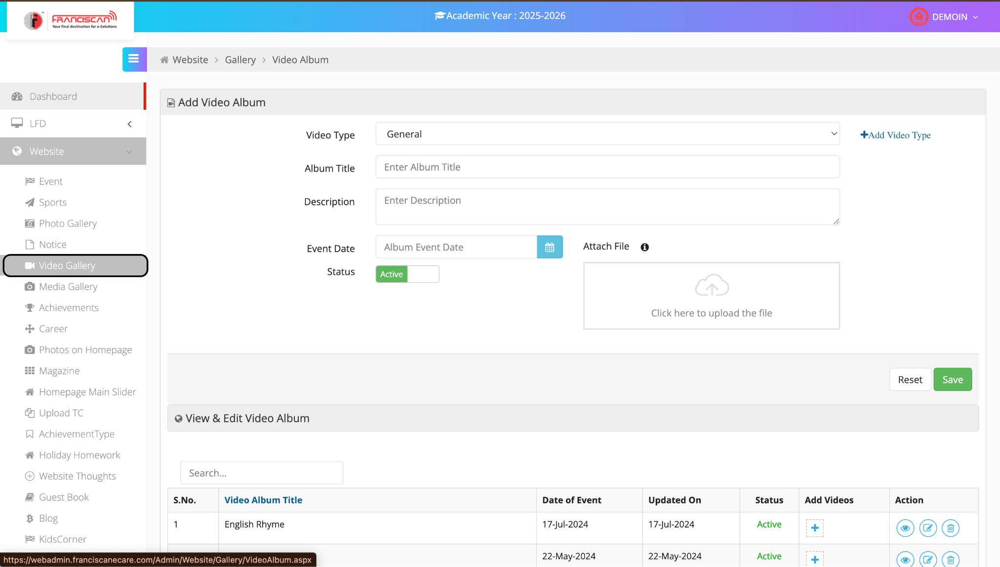 FRANCISCAN
Your final destination for e-Solutions
Academic Year : 2025-2026
DEMOIN
Website > Gallery > Video Album
Dashboard
LFD
Website
Event
Sports
Photo Gallery
Notice
Video Gallery
Media Gallery
Achievements
Career
Photos on Homepage
Magazine
Homepage Main Slider
Upload TC
AchievementType
Holiday Homework
Website Thoughts
Guest Book
Blog
KidsCorner
https://webadmin.franciscanecare.com/Admin/Website/Gallery/VideoAlbum.aspx
Add Video Album
Video Type General Add Video Type
Album Title Enter Album Title
Description Enter Description
Event Date Album Event Date Attach File
Status Active
Click here to upload the file
Reset Save
View & Edit Video Album
Search...
S.No. Video Album Title Date of Event Updated On Status Add Videos Action
1 English Rhyme 17-Jul-2024 17-Jul-2024 Active
22-May-2024 22-May-2024 Active